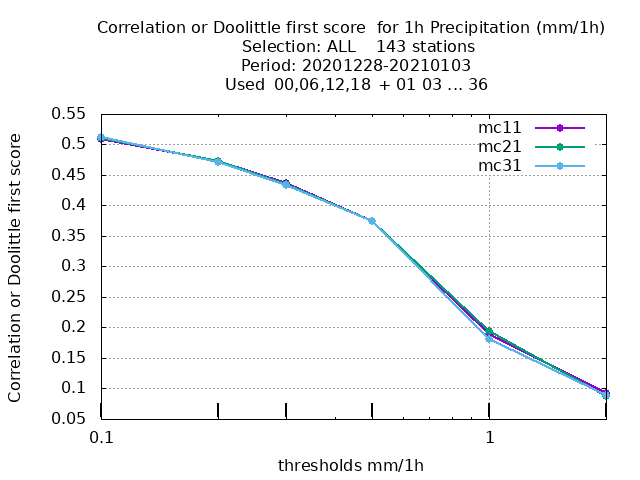 Correlation or Doolittle first score  for 1h Precipitation (mm/1h)
Selection: ALL    143 stations
Period: 20201228-20210103
Used  00,06,12,18 + 01 03 ... 36
mc11
mc21
mc31
Correlation or Doolittle first score
0.55
0.5
0.45
0.4
0.35
0.3
0.25
0.2
0.15
0.1
0.05
0.1
1
thresholds mm/1h